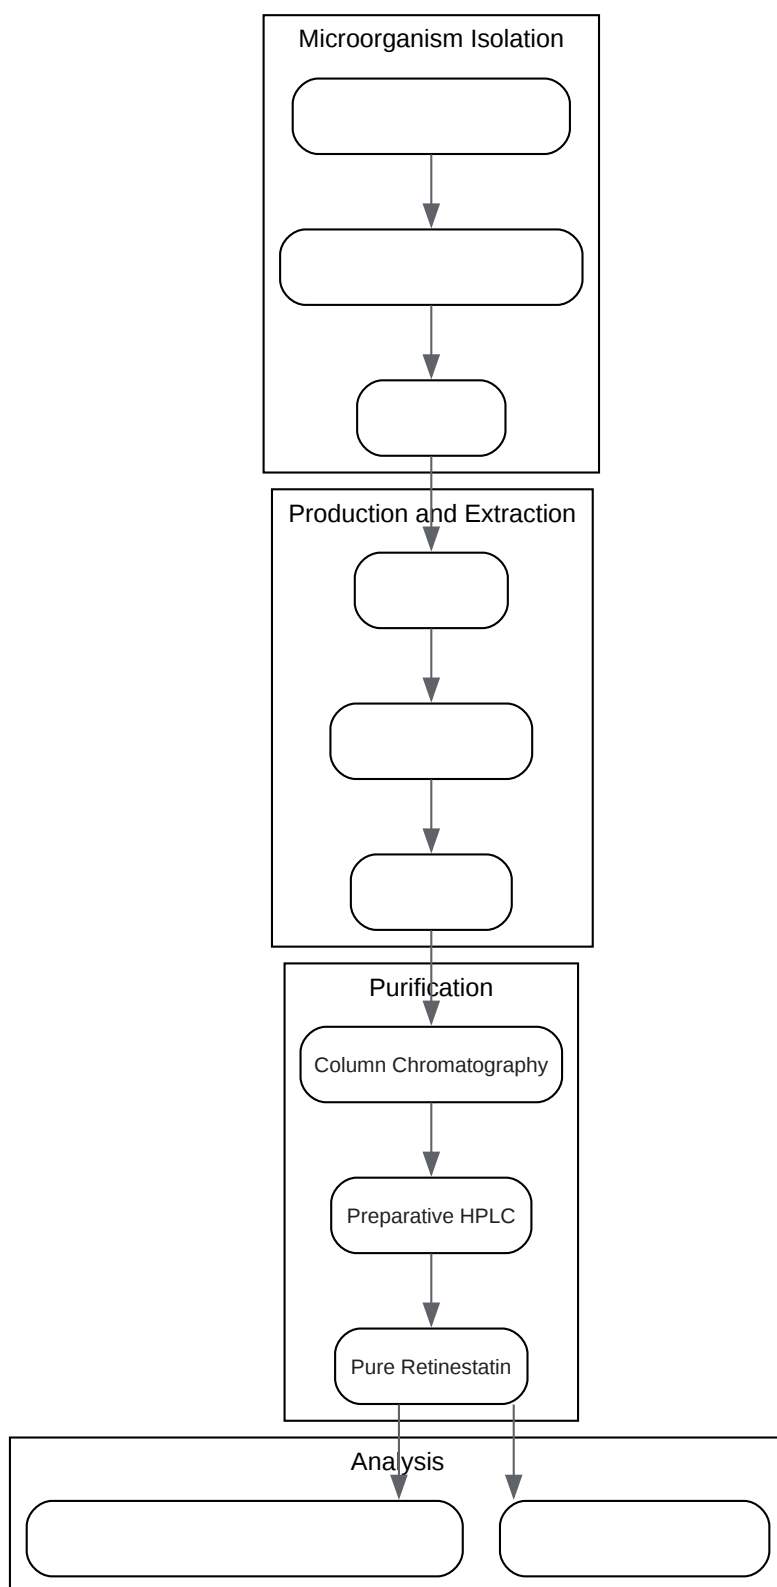 Microorganism Isolation
Production and Extraction
Purification
Column Chromatography
Preparative HPLC
Pure Retinestatin
Analysis